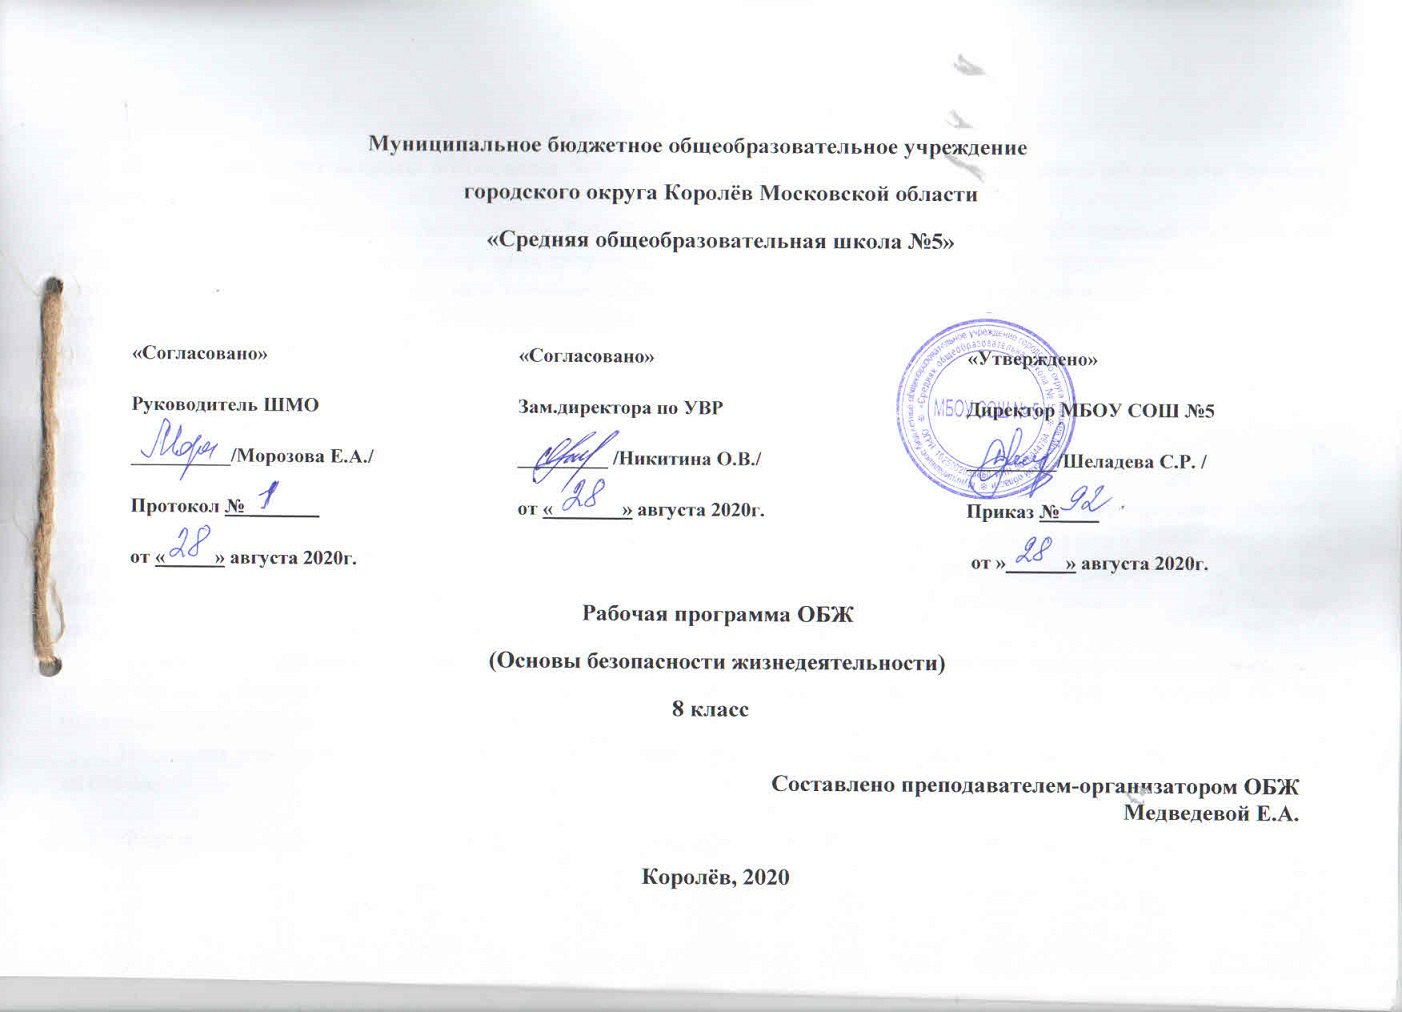 Муниципальное бюджетное общеобразовательное учреждение
городского округа Королёв Московской области
«Средняя общеобразовательная школа №5»
«Согласовано»
Руководитель ШМО
/Морозова Е.А./
Протокол № 1
от «28» августа 2020г.
«Согласовано»
Зам.директора по УВР
/Никитина О.В./
от «28» августа 2020г.
«Утверждено»
Директор МБОУ СОШ №5
/Шеладева С.Р. /
Приказ № 92
от »28» августа 2020г.
МБОУ СОШ №5
Рабочая программа ОБЖ
(Основы безопасности жизнедеятельности)
8 класс
Составлено преподавателем-организатором ОБЖ
Медведевой Е.А.
Королёв, 2020